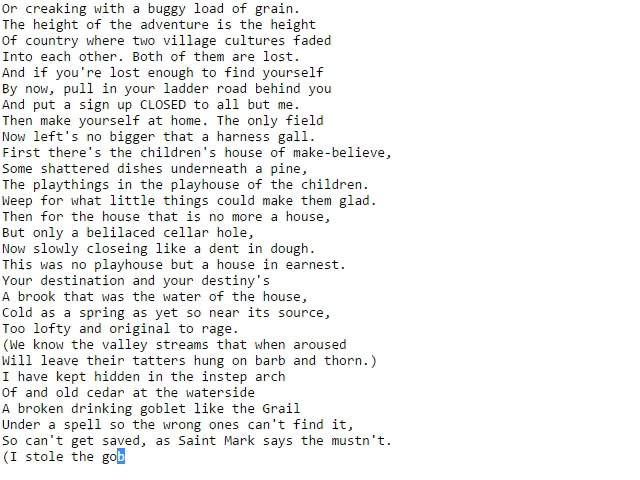 Or creaking with a buggy load of grain.
The height of the adventure is the height
Of country where two village cultures faded
Into each other. Both of them are lost.
And if you're lost enough to find yourself
By now, pull in your ladder road behind you
And put a sign up CLOSED to all but me.
Then make yourself at home. The only field
Now left's no bigger that a harness gall.
First there's the children's house of make-believe,
Some shattered dishes underneath a pine,
The playthings in the playhouse of the children.
Weep for what little things could make them glad.
Then for the house that is no more a house,
But only a belilaced cellar hole,
Now slowly closeing like a dent in dough.
This was no playhouse but a house in earnest.
Your destination and your destiny's
A brook that was the water of the house,
Cold as a spring as yet so near its source,
Too lofty and original to rage.
(We know the valley streams that when aroused
Will leave their tatters hung on barb and thorn.)
I have kept hidden in the instep arch
Of and old cedar at the waterside
A broken drinking goblet like the Grail
Under a spell so the wrong ones can't find it,
So can't get saved, as Saint Mark says the mustn't.
(I stole the gob